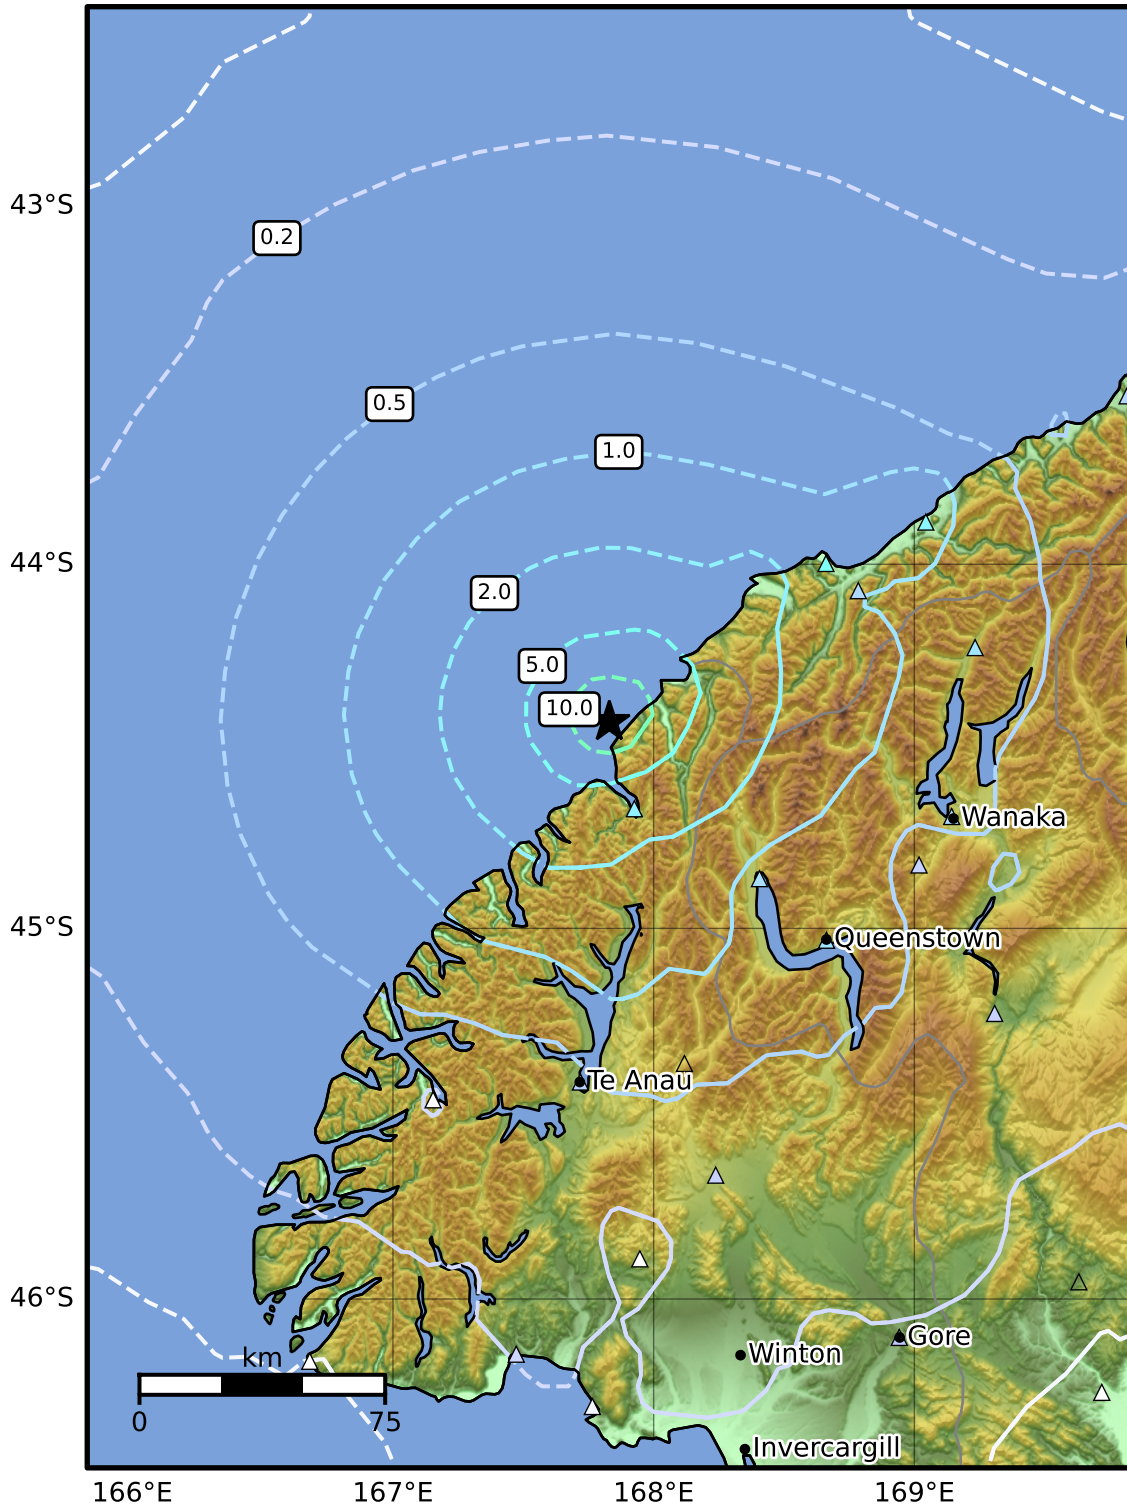 43°S
0.2
0.5
1.0
44°S
2.0
5.0
10.0
Wanaka
45°S
Queenstown
Te Anau
46°S
Gore
km
Winton
0
75
Invercargill
166°E
167°E
168°E
169°E